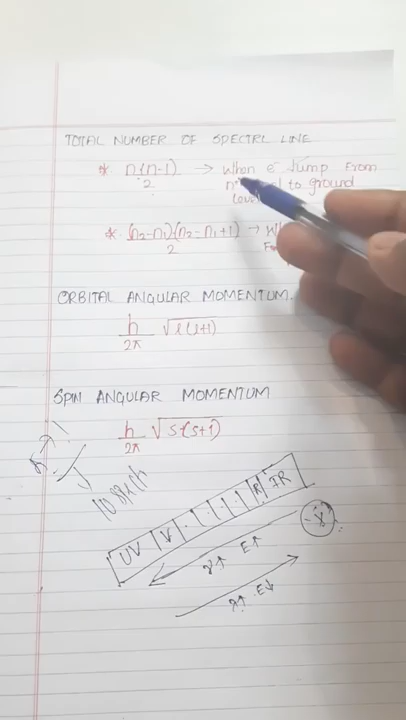 TOTAL NUMBER OF SPECTRL LINE
* n(n-1)/2 → When e⁻ Jump From
to ground
level
* (n₂-n₁)(n₂-n₁+1)/2 →
ORBITAL ANGULAR MOMENTUM
h/2π √l(l+1)
SPIN ANGULAR MOMENTUM
h/2π √s(s+1)
UV V R IR
ν↑ E↑
λ↑ E↓
X